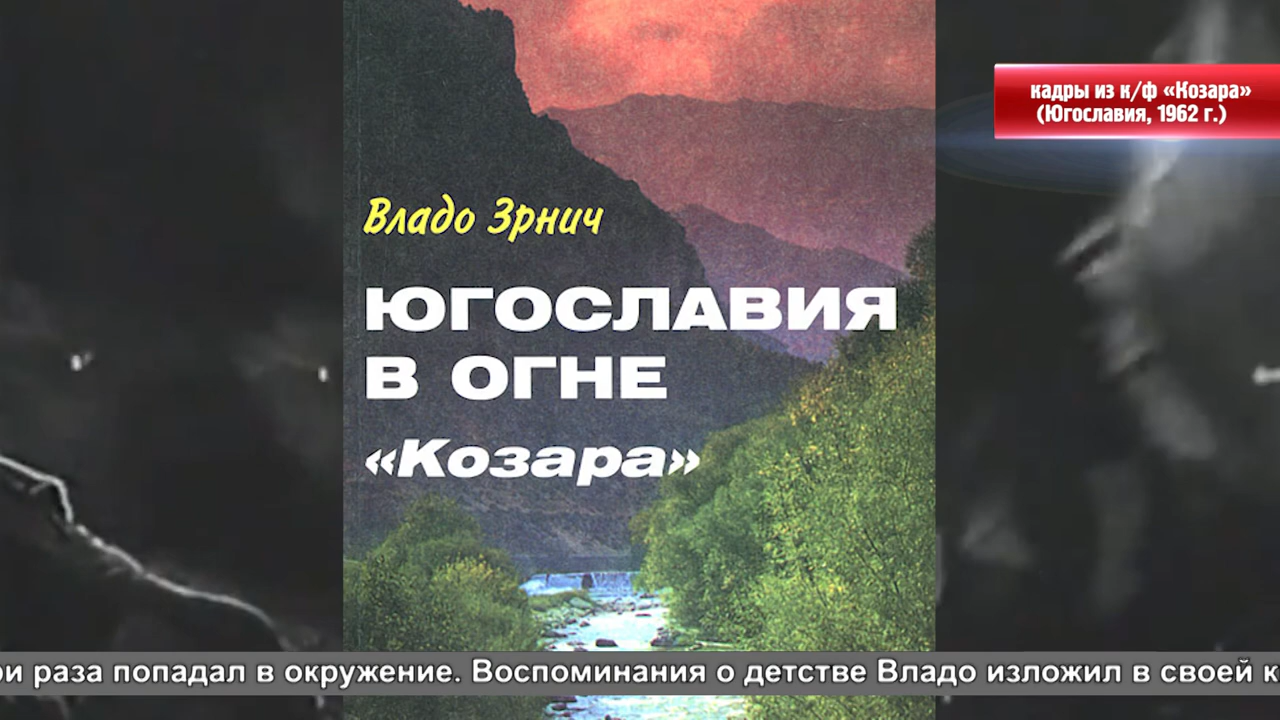 кадры из к/ф «Козара»
(Югославия, 1962 г.)
Владо Зрнич
ЮГОСЛАВИЯ
В ОГНЕ
«Козара»
раза попадал в окружение. Воспоминания о детстве Владо изложил в своей